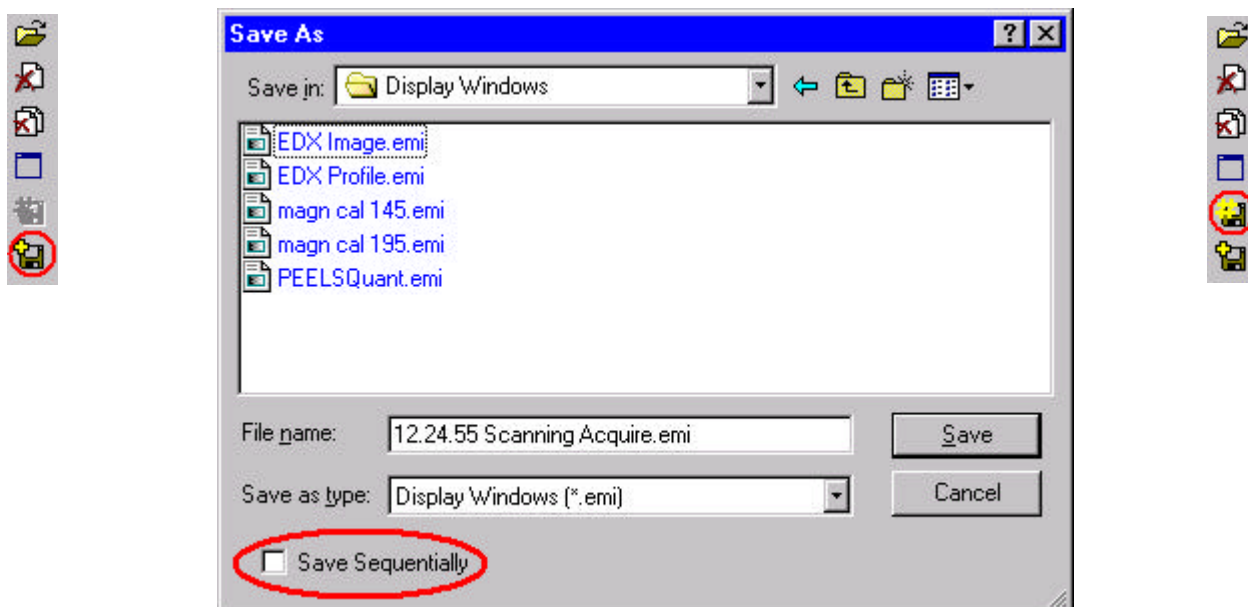 Save As
Save in: Display Windows
EDX Image.emi
EDX Profile.emi
magn cal 145.emi
magn cal 195.emi
PEELSQuant.emi
File name: 12.24.55 Scanning Acquire.emi Save
Save as type: Display Windows (*.emi) Cancel
Save Sequentially